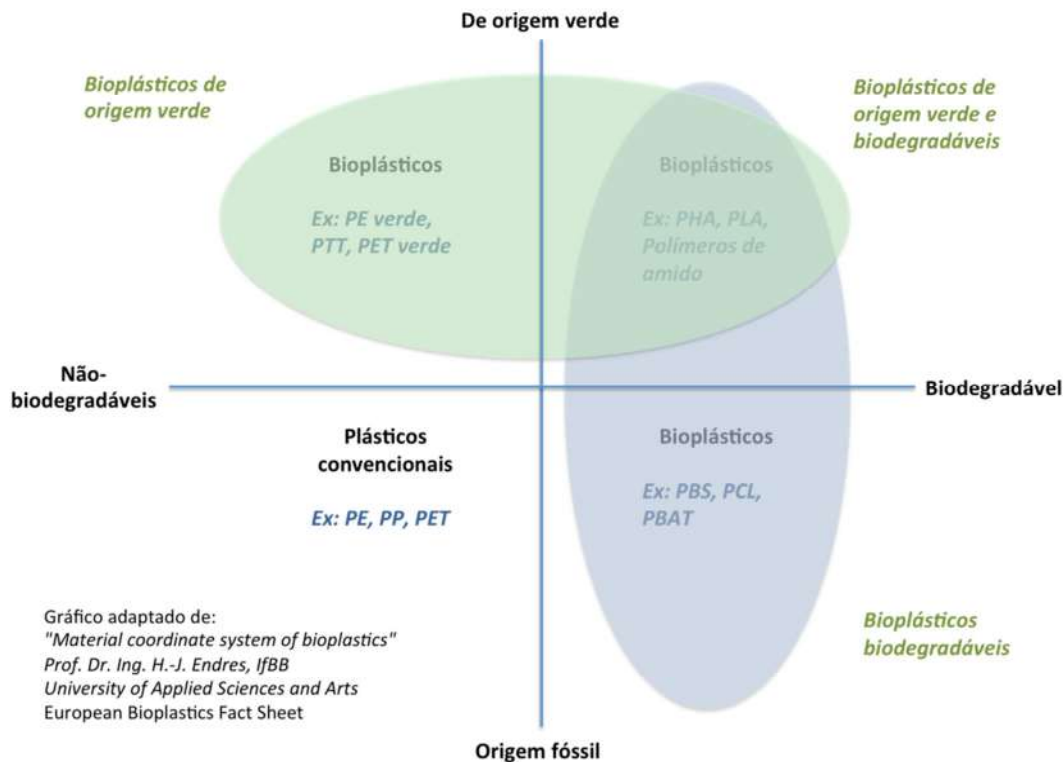 De origem verde
Bioplásticos de
origem verde
Bioplásticos de
origem verde e
biodegradáveis
Bioplásticos
Ex: PE verde,
PTT, PET verde
Bioplásticos
Ex: PHA, PLA,
Polímeros de
amido
Não-
biodegradáveis
Biodegradável
Plásticos
convencionais
Ex: PE, PP, PET
Bioplásticos
Ex: PBS, PCL,
PBAT
Gráfico adaptado de:
"Material coordinate system of bioplastics"
Prof. Dr. Ing. H.-J. Endres, IfBB
University of Applied Sciences and Arts
European Bioplastics Fact Sheet
Bioplásticos
biodegradáveis
Origem fóssil